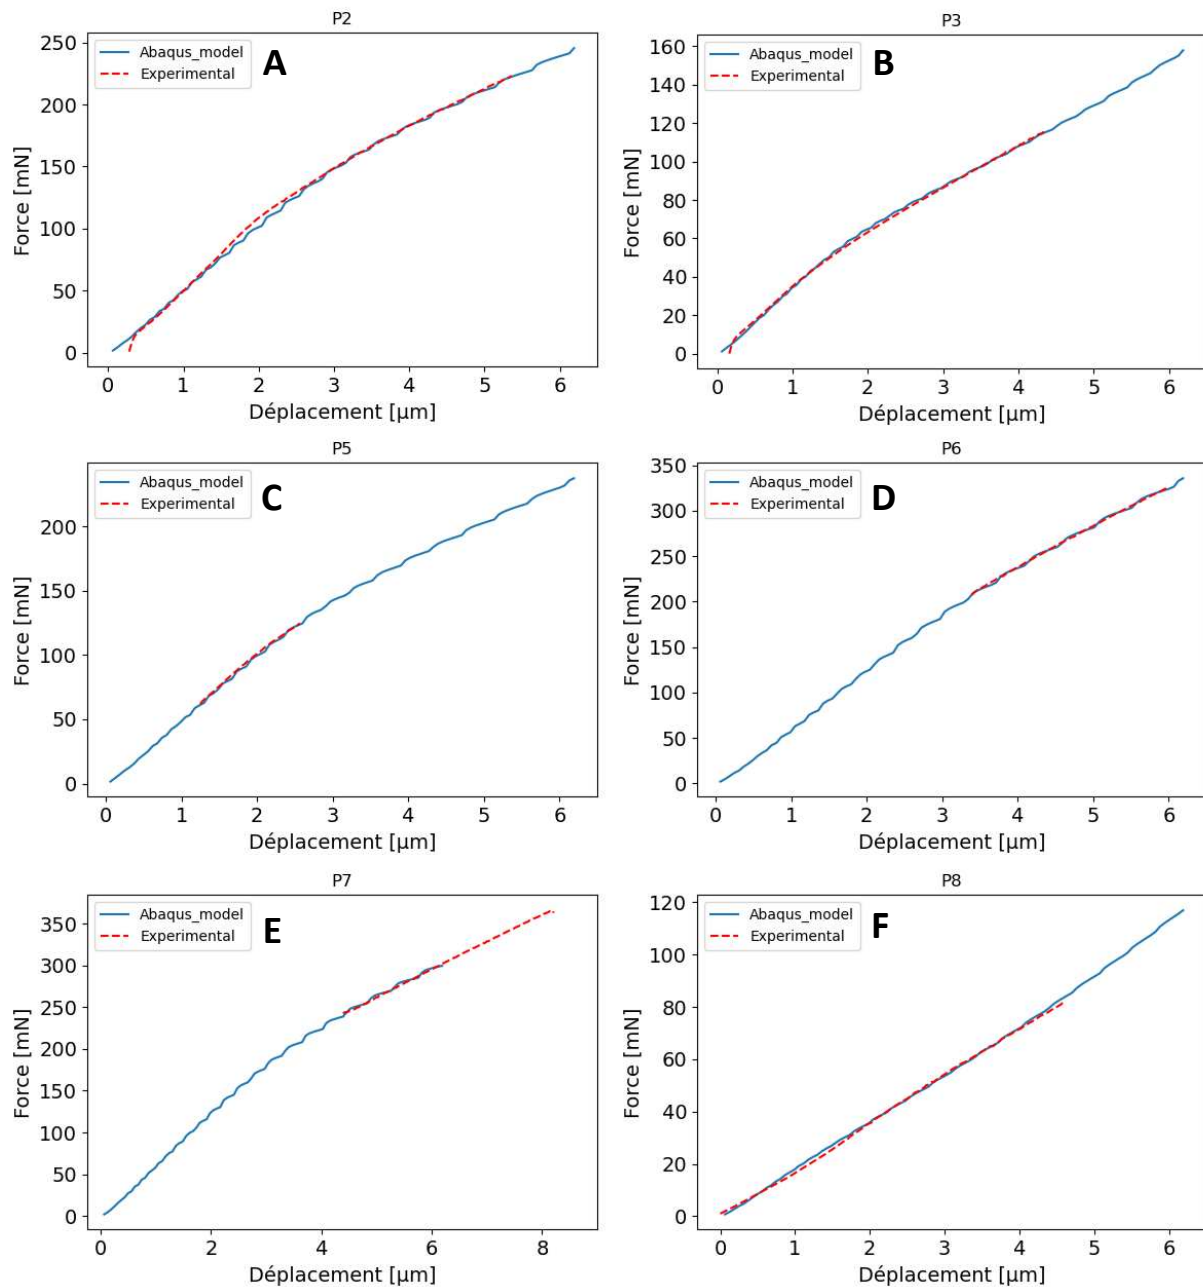 P2
Abaqus_model
Experimental
A
250
200
150
100
50
0
Force [mN]
0 1 2 3 4 5 6
Déplacement [µm]
P3
Abaqus_model
Experimental
B
160
140
120
100
80
60
40
20
0
Force [mN]
0 1 2 3 4 5 6
Déplacement [µm]
P5
Abaqus_model
Experimental
C
200
150
100
50
0
Force [mN]
0 1 2 3 4 5 6
Déplacement [µm]
P6
Abaqus_model
Experimental
D
350
300
250
200
150
100
50
0
Force [mN]
0 1 2 3 4 5 6
Déplacement [µm]
P7
Abaqus_model
Experimental
E
350
300
250
200
150
100
50
0
Force [mN]
0 2 4 6 8
Déplacement [µm]
P8
Abaqus_model
Experimental
F
120
100
80
60
40
20
0
Force [mN]
0 1 2 3 4 5 6
Déplacement [µm]